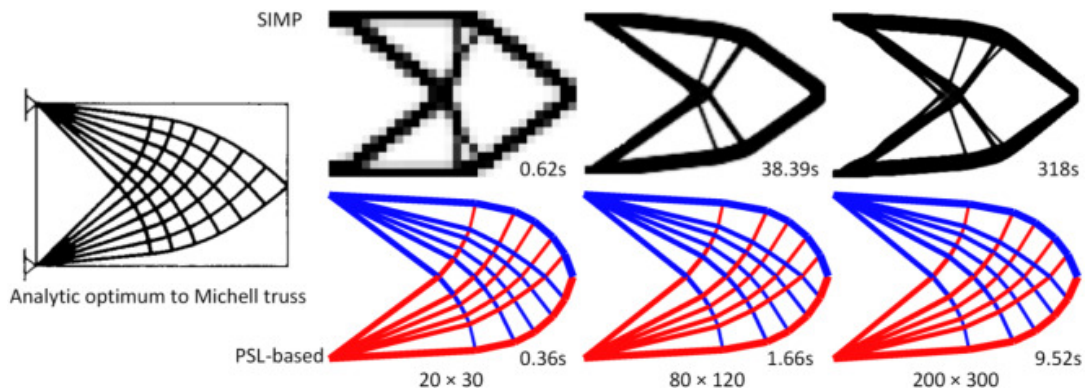 SIMP
0.62s
38.39s
318s
Analytic optimum to Michell truss
PSL-based
0.36s
1.66s
9.52s
20 × 30
80 × 120
200 × 300